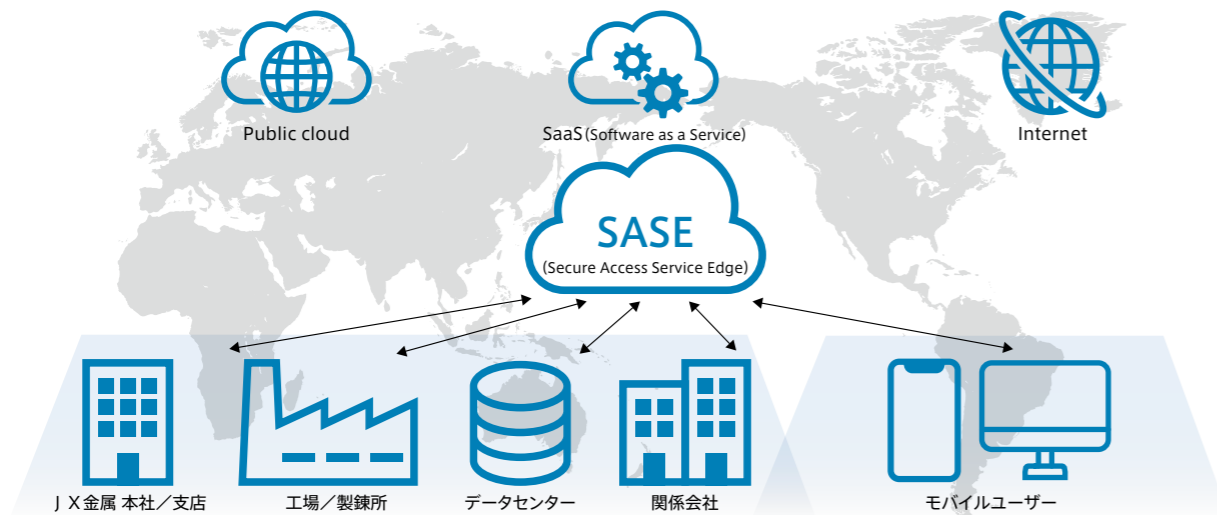 Public cloud
SaaS(Software as a Service)
Internet
SASE
(Secure Access Service Edge)
JX金属 本社／支店
工場／製錬所
データセンター
関係会社
モバイルユーザー